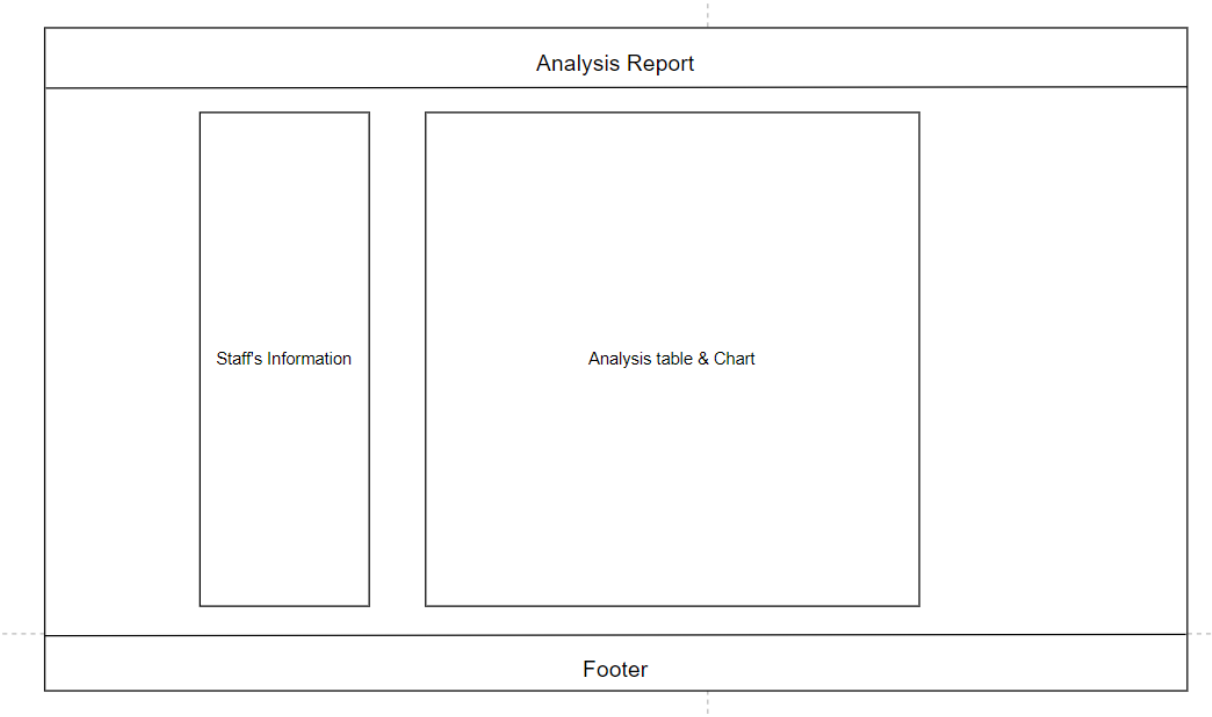 Analysis Report
Staff's Information
Analysis table & Chart
Footer